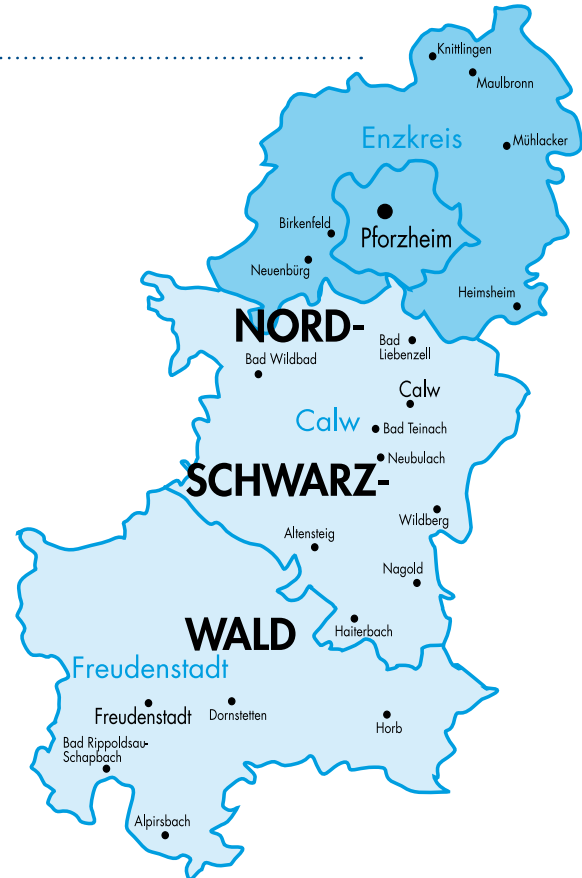 Knittlingen
Maulbronn
Enzkreis
Mühlacker
Birkenfeld
Pforzheim
Neuenbürg
Heimsheim
NORD-
Bad
Liebenzell
Bad Wildbad
Calw
Calw
Bad Teinach
Neubulach
SCHWARZ-
Wildberg
Altensteig
Nagold
Haiterbach
WALD
Freudenstadt
Freudenstadt
Dornstetten
Horb
Bad Rippoldsau-
Schapbach
Alpirsbach